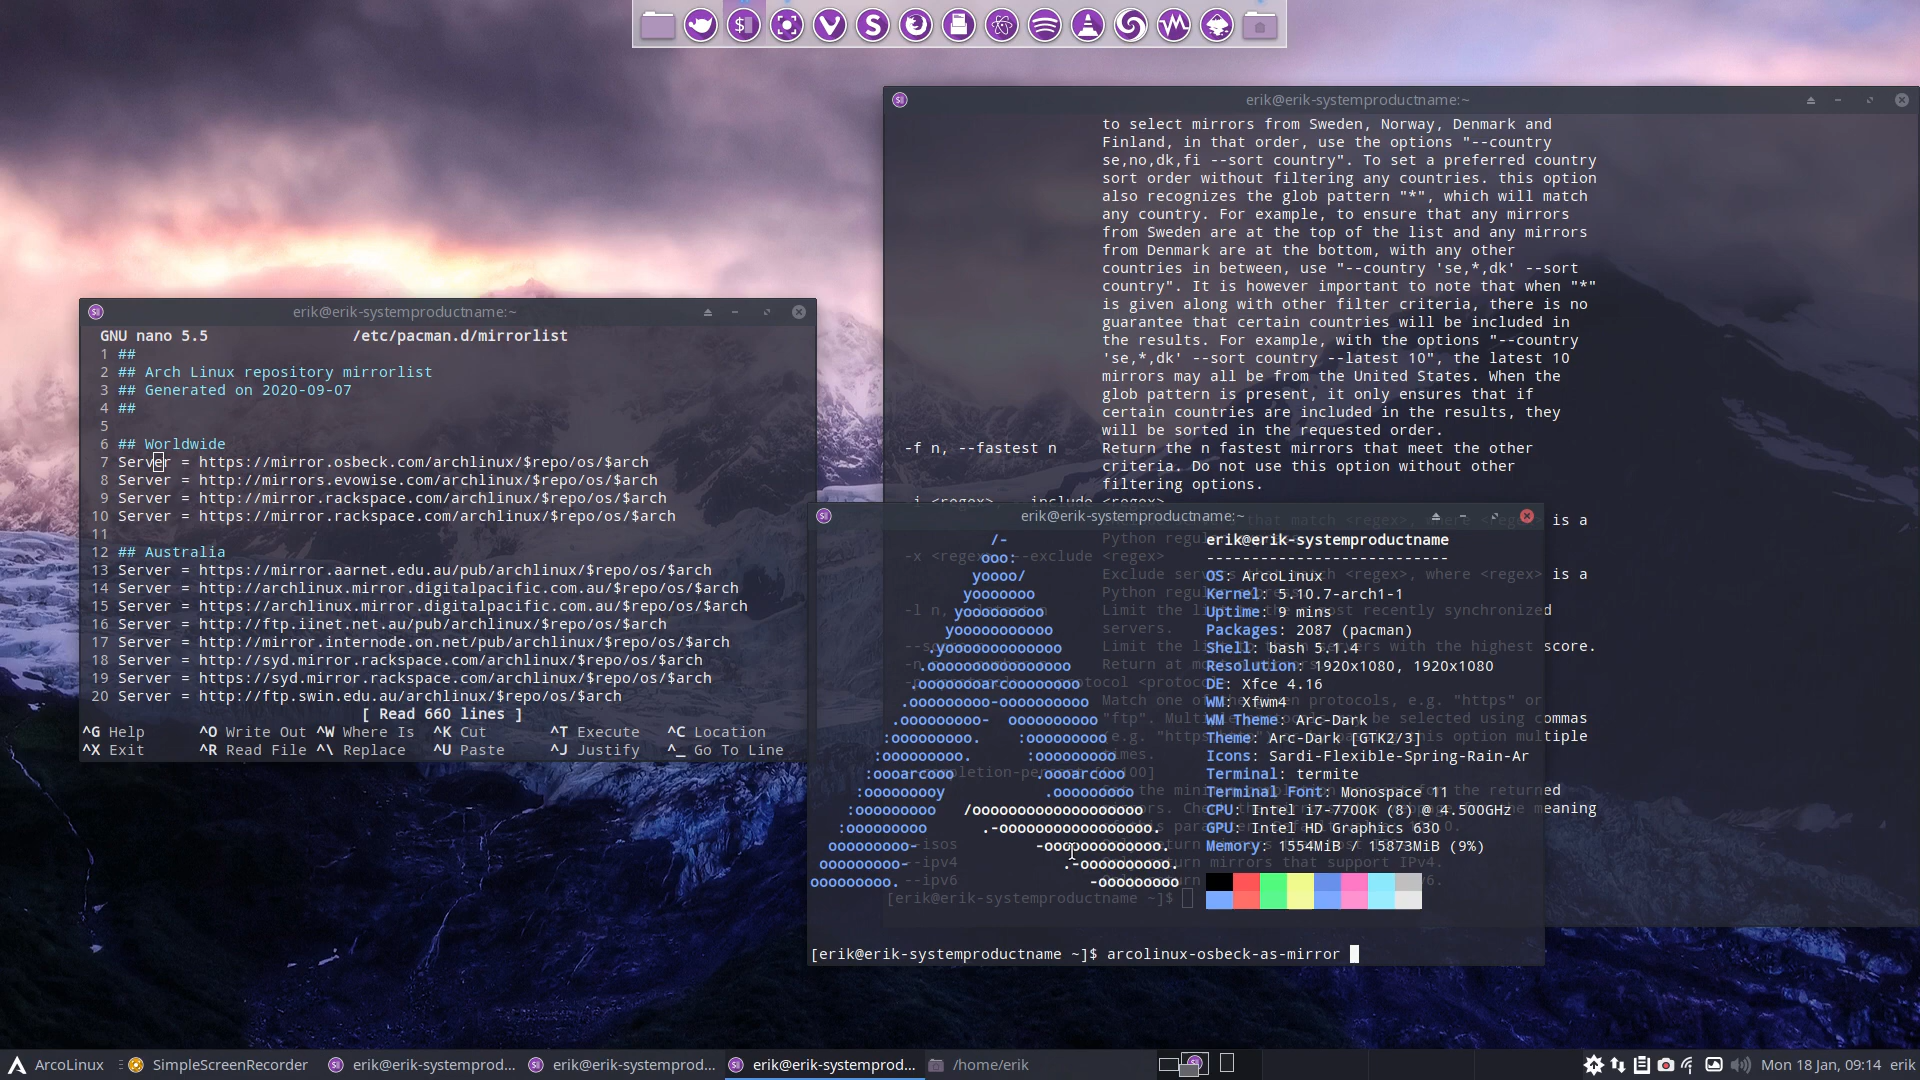 erik@erik-systemproductname:~
to select mirrors from Sweden, Norway, Denmark and
Finland, in that order, use the options "--country
se,no,dk,fi --sort country". To set a preferred country
sort order without filtering any countries. this option
also recognizes the glob pattern "*", which will match
any country. For example, to ensure that any mirrors
from Sweden are at the top of the list and any mirrors
from Denmark are at the bottom, with any other
countries in between, use "--country 'se,*,dk' --sort
country". It is however important to note that when "*"
is given along with other filter criteria, there is no
guarantee that certain countries will be included in
the results. For example, with the options "--country
'se,*,dk' --sort country --latest 10", the latest 10
mirrors may all be from the United States. When the
glob pattern is present, it only ensures that if
certain countries are included in the results, they
will be sorted in the requested order.
-f n, --fastest n Return the n fastest mirrors that meet the other
criteria. Do not use this option without other
filtering options.
erik@erik-systemproductname:~
GNU nano 5.5 /etc/pacman.d/mirrorlist
1 ##
2 ## Arch Linux repository mirrorlist
3 ## Generated on 2020-09-07
4 ##
5
6 ## Worldwide
7 Server = https://mirror.osbeck.com/archlinux/$repo/os/$arch
8 Server = http://mirrors.evowise.com/archlinux/$repo/os/$arch
9 Server = http://mirror.rackspace.com/archlinux/$repo/os/$arch
10 Server = https://mirror.rackspace.com/archlinux/$repo/os/$arch
11
12 ## Australia
13 Server = https://mirror.aarnet.edu.au/pub/archlinux/$repo/os/$arch
14 Server = http://archlinux.mirror.digitalpacific.com.au/$repo/os/$arch
15 Server = https://archlinux.mirror.digitalpacific.com.au/$repo/os/$arch
16 Server = http://ftp.iinet.net.au/pub/archlinux/$repo/os/$arch
17 Server = http://mirror.internode.on.net/pub/archlinux/$repo/os/$arch
18 Server = http://syd.mirror.rackspace.com/archlinux/$repo/os/$arch
19 Server = https://syd.mirror.rackspace.com/archlinux/$repo/os/$arch
20 Server = http://ftp.swin.edu.au/archlinux/$repo/os/$arch
[ Read 660 lines ]
^G Help ^O Write Out ^W Where Is ^K Cut ^T Execute ^C Location
^X Exit ^R Read File ^\ Replace ^U Paste ^J Justify ^_ Go To Line
erik@erik-systemproductname:~
erik@erik-systemproductname
---------------------------
OS: ArcoLinux
Kernel: 5.10.7-arch1-1
Uptime: 9 mins
Packages: 2087 (pacman)
Shell: bash 5.1.4
Resolution: 1920x1080, 1920x1080
DE: Xfce 4.16
WM: Xfwm4
WM Theme: Arc-Dark
Theme: Arc-Dark [GTK2/3]
Icons: Sardi-Flexible-Spring-Rain-Ar
Terminal: termite
Terminal Font: Monospace 11
CPU: Intel i7-7700K (8) @ 4.500GHz
GPU: Intel HD Graphics 630
Memory: 1554MiB / 15873MiB (9%)
[erik@erik-systemproductname ~]$
[erik@erik-systemproductname ~]$ arcolinux-osbeck-as-mirror
ArcoLinux SimpleScreenRecorder erik@erik-systemprod... erik@erik-systemprod... erik@erik-systemprod... /home/erik Mon 18 Jan, 09:14 erik